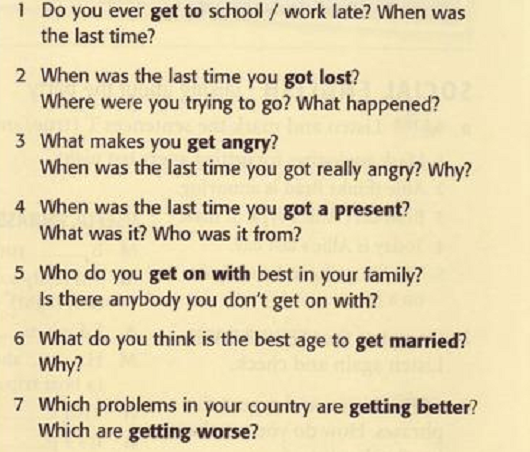 1 Do you ever get to school / work late? When was
the last time?
2 When was the last time you got lost?
Where were you trying to go? What happened?
3 What makes you get angry?
When was the last time you got really angry? Why?
4 When was the last time you got a present?
What was it? Who was it from?
5 Who do you get on with best in your family?
Is there anybody you don't get on with?
6 What do you think is the best age to get married?
Why?
7 Which problems in your country are getting better?
Which are getting worse?